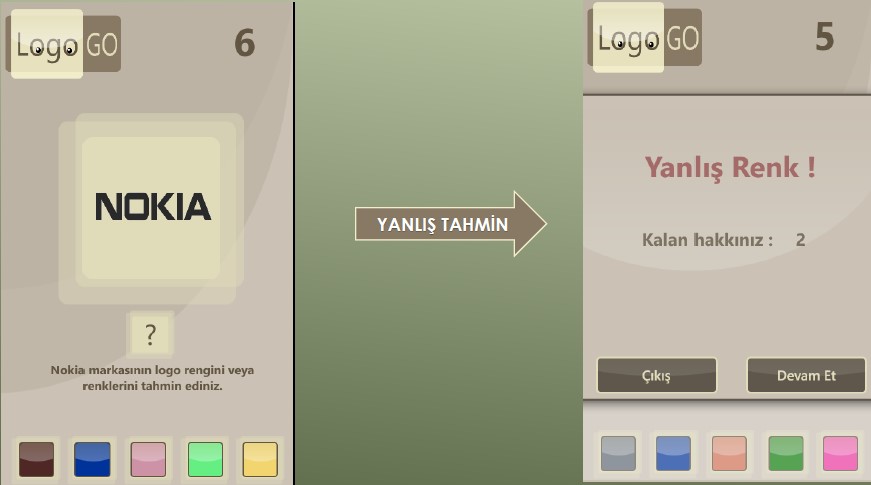 Logo GO
6
NOKIA
?
Nokia markasının logo rengini veya
renklerini tahmin ediniz.
YANLIŞ TAHMİN
Logo GO
5
Yanlış Renk !
Kalan hakkınız : 2
Çıkış
Devam Et